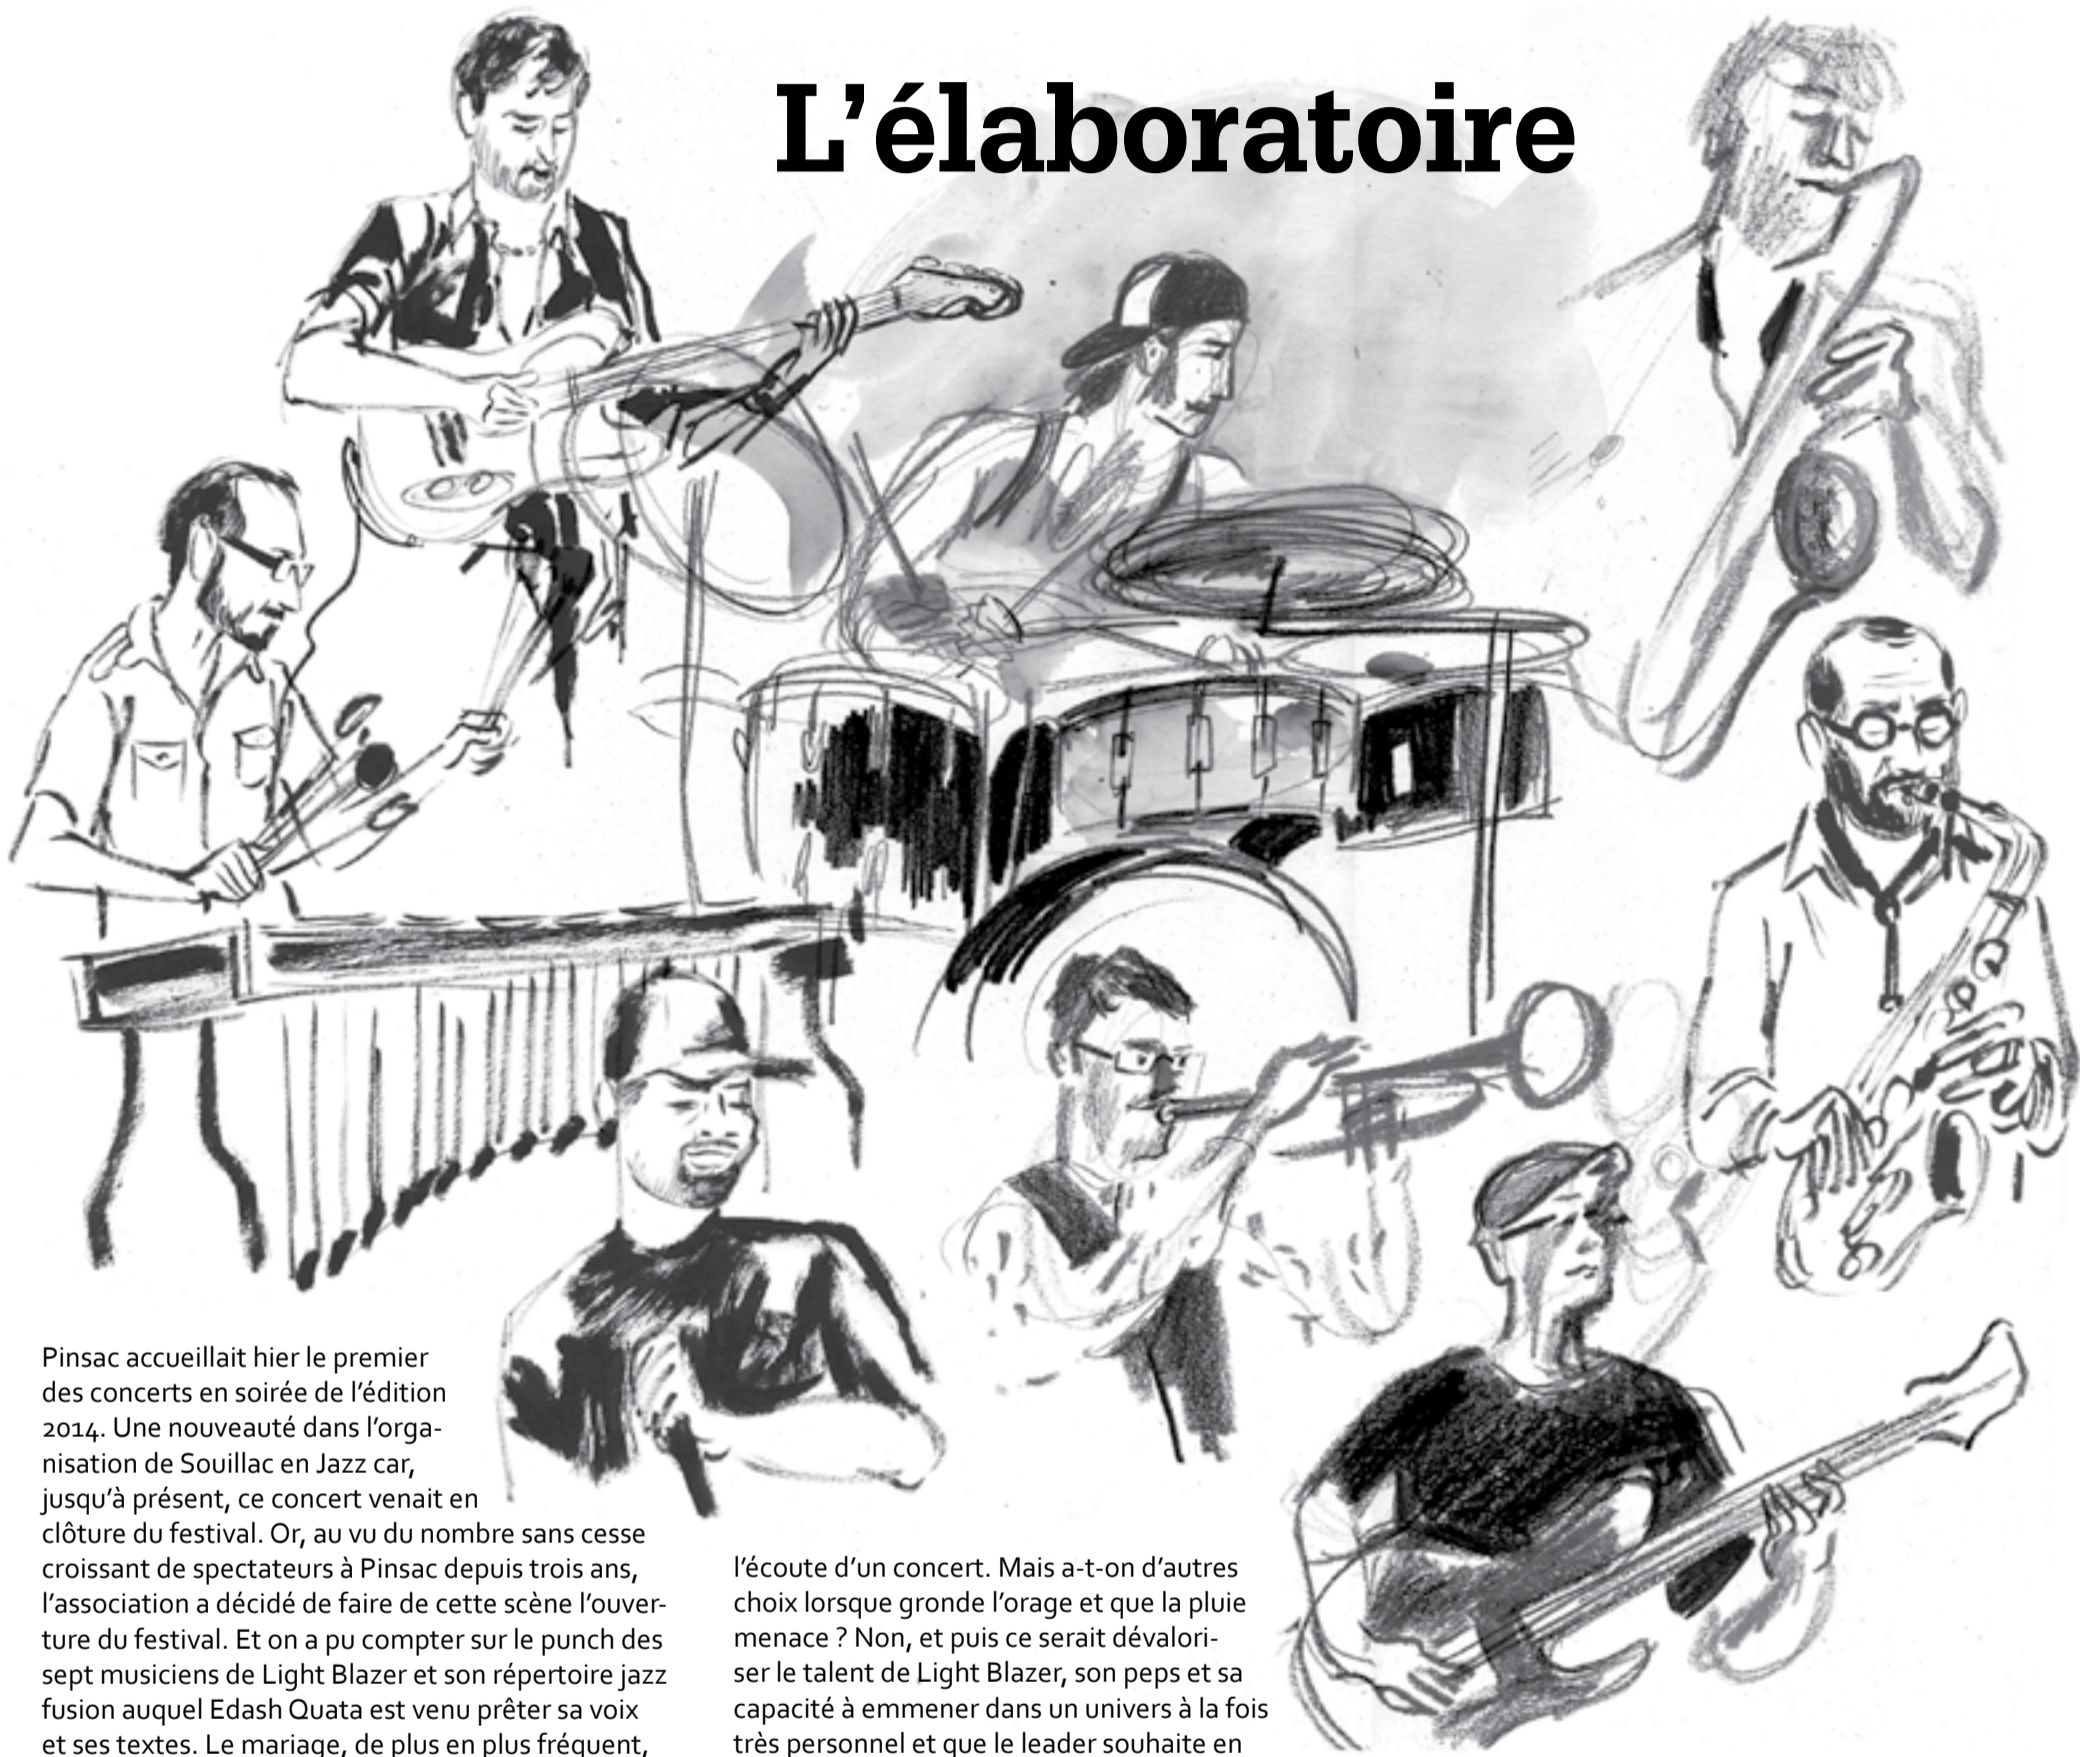 L’élaboratoire
Pinsac accueillait hier le premier
des concerts en soirée de l’édition
2014. Une nouveauté dans l’orga-
nisation de Souillac en Jazz car,
jusqu’à présent, ce concert venait en
clôture du festival. Or, au vu du nombre sans cesse
croissant de spectateurs à Pinsac depuis trois ans,
l’association a décidé de faire de cette scène l’ouver-
ture du festival. Et on a pu compter sur le punch des
sept musiciens de Light Blazer et son répertoire jazz
fusion auquel Edash Quata est venu prêter sa voix
et ses textes. Le mariage, de plus en plus fréquent,
l’écoute d’un concert. Mais a-t-on d’autres
choix lorsque gronde l’orage et que la pluie
menace ? Non, et puis ce serait dévalori-
ser le talent de Light Blazer, son peps et sa
capacité à emmener dans un univers à la fois
très personnel et que le leader souhaite en